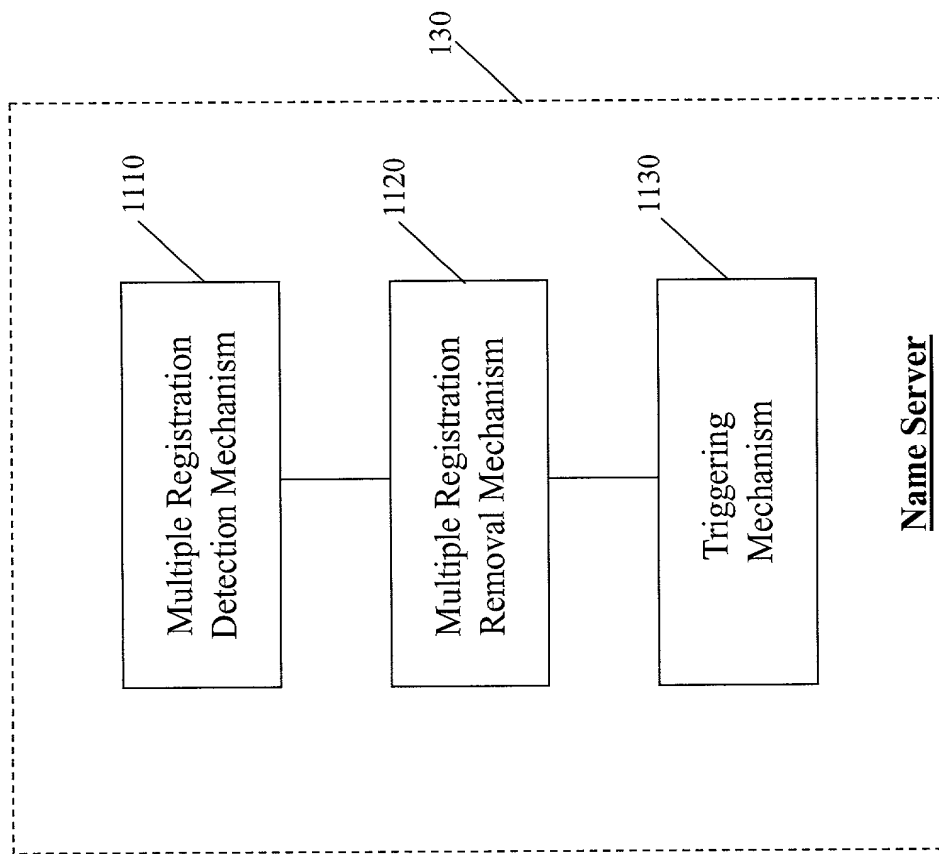 130
1110
Multiple Registration
Detection Mechanism
1120
Multiple Registration
Removal Mechanism
1130
Triggering
Mechanism
Name Server